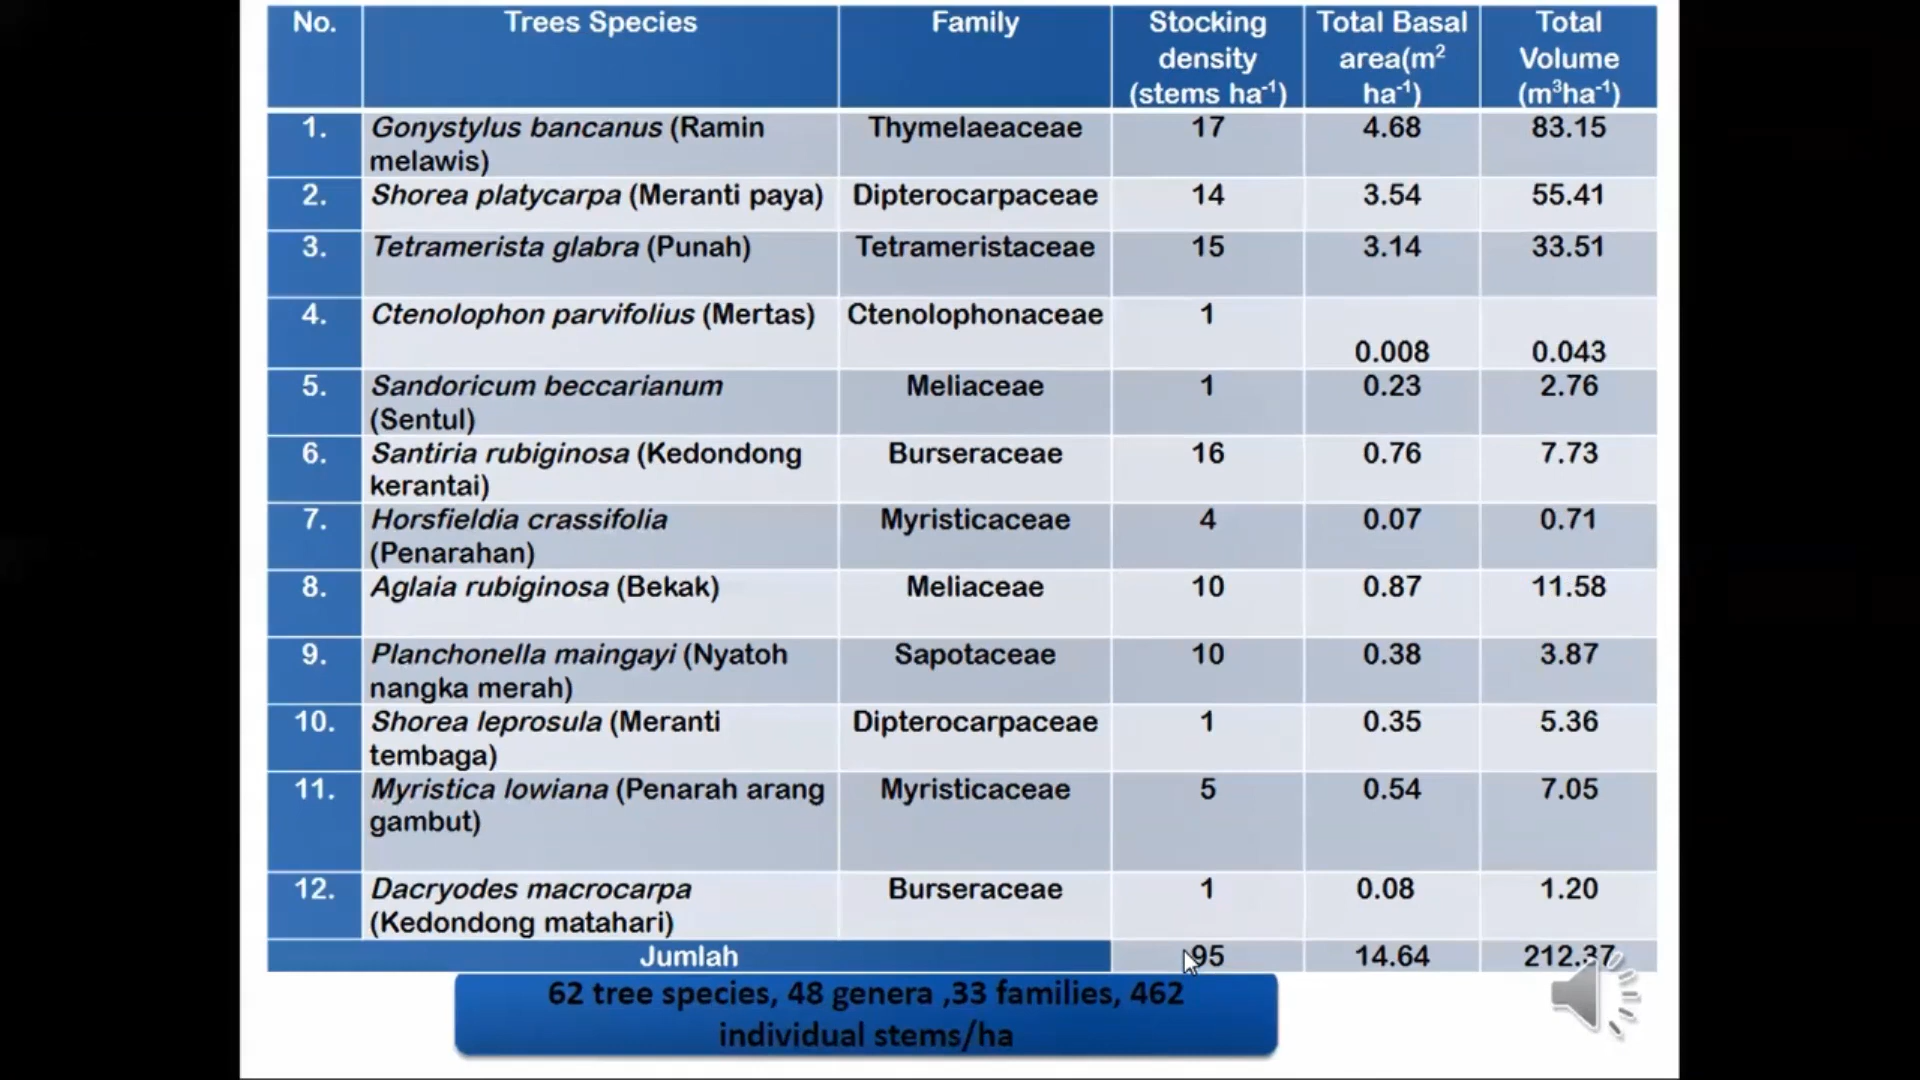 No. Trees Species Family Stocking density (stems ha⁻¹) Total Basal area(m² ha⁻¹) Total Volume (m³ha⁻¹)
1. Gonystylus bancanus (Ramin melawis) Thymelaeaceae 17 4.68 83.15
2. Shorea platycarpa (Meranti paya) Dipterocarpaceae 14 3.54 55.41
3. Tetramerista glabra (Punah) Tetrameristaceae 15 3.14 33.51
4. Ctenolophon parvifolius (Mertas) Ctenolophonaceae 1 0.008 0.043
5. Sandoricum beccarianum (Sentul) Meliaceae 1 0.23 2.76
6. Santiria rubiginosa (Kedondong kerantai) Burseraceae 16 0.76 7.73
7. Horsfieldia crassifolia (Penarahan) Myristicaceae 4 0.07 0.71
8. Aglaia rubiginosa (Bekak) Meliaceae 10 0.87 11.58
9. Planchonella maingayi (Nyatoh nangka merah) Sapotaceae 10 0.38 3.87
10. Shorea leprosula (Meranti tembaga) Dipterocarpaceae 1 0.35 5.36
11. Myristica lowiana (Penarah arang gambut) Myristicaceae 5 0.54 7.05
12. Dacryodes macrocarpa (Kedondong matahari) Burseraceae 1 0.08 1.20
Jumlah 95 14.64 212.37
62 tree species, 48 genera ,33 families, 462
individual stems/ha